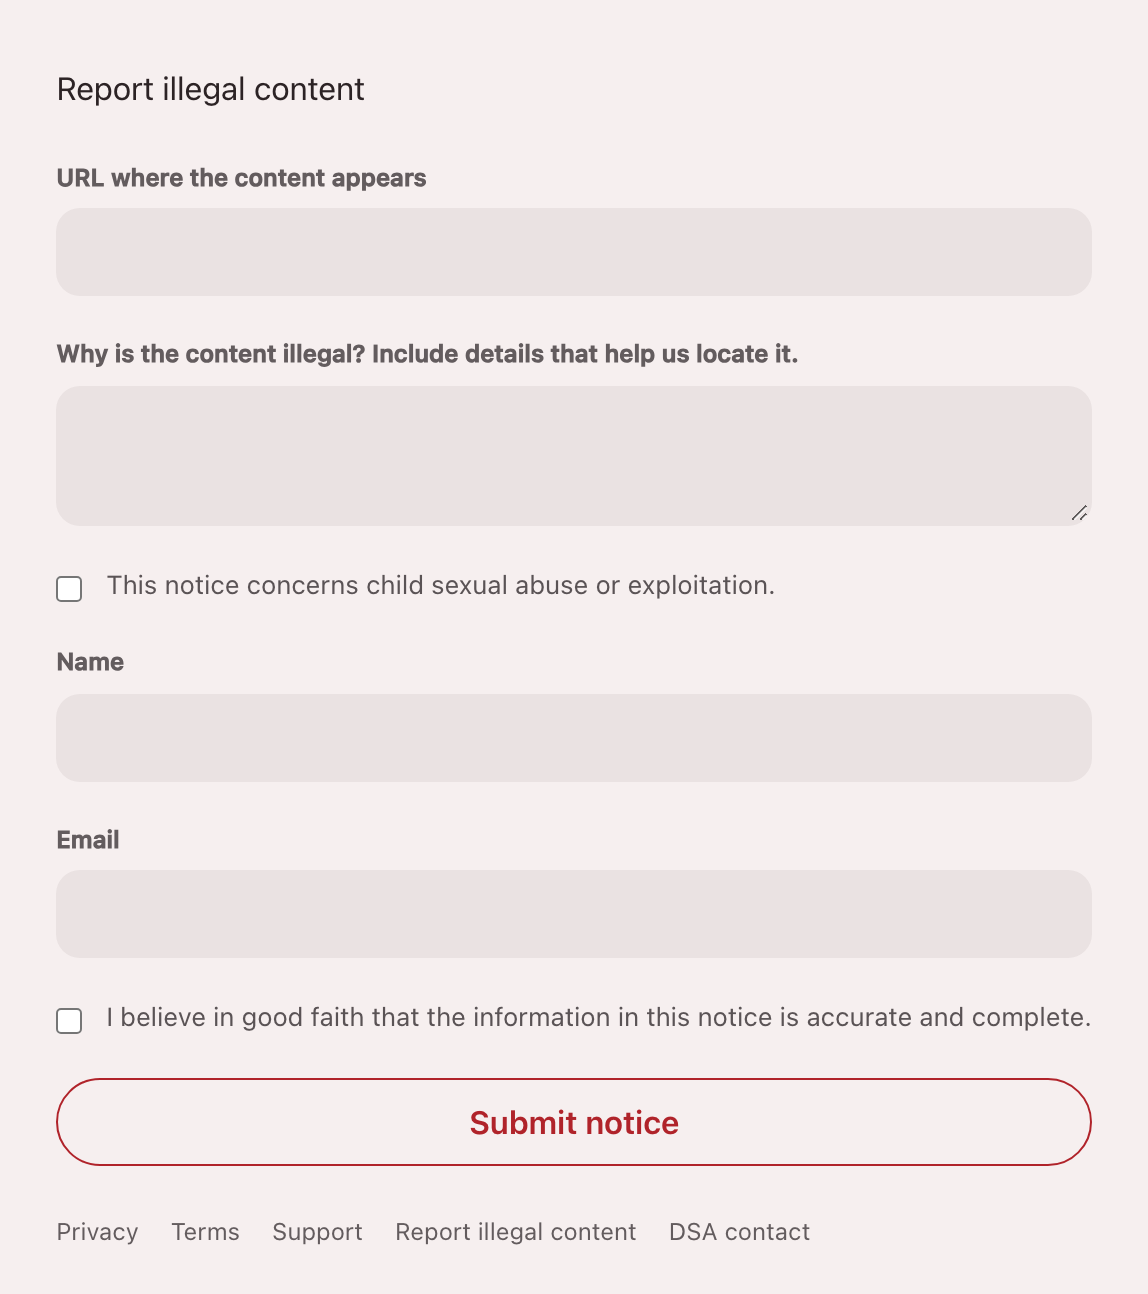 Report illegal content
URL where the content appears
Why is the content illegal? Include details that help us locate it.
This notice concerns child sexual abuse or exploitation.
Name
Email
I believe in good faith that the information in this notice is accurate and complete.
Submit notice
Privacy Terms Support Report illegal content DSA contact